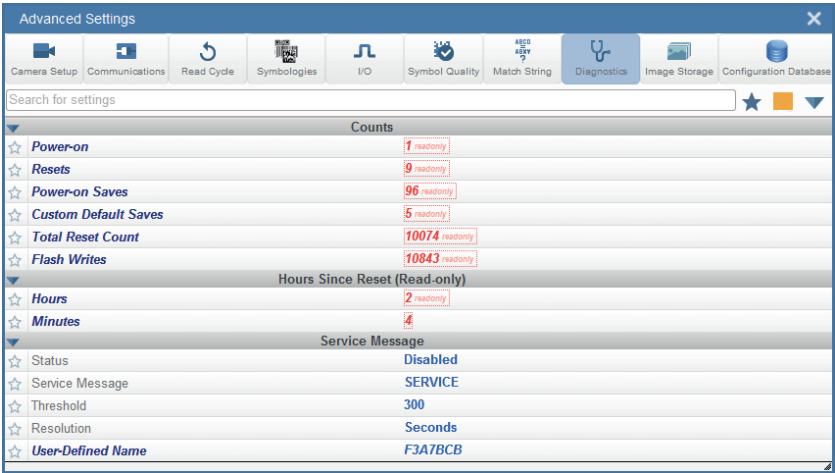 Advanced Settings
Camera Setup Communications Read Cycle Symbologies I/O Symbol Quality ABCD ABXY ? Match String Diagnostics Image Storage Configuration Database
Search for settings
Counts
Power-on 1 readonly
Resets 9 readonly
Power-on Saves 96 readonly
Custom Default Saves 5 readonly
Total Reset Count 10074 readonly
Flash Writes 10843 readonly
Hours Since Reset (Read-only)
Hours 2 readonly
Minutes 4
Service Message
Status Disabled
Service Message SERVICE
Threshold 300
Resolution Seconds
User-Defined Name F3A7BCB